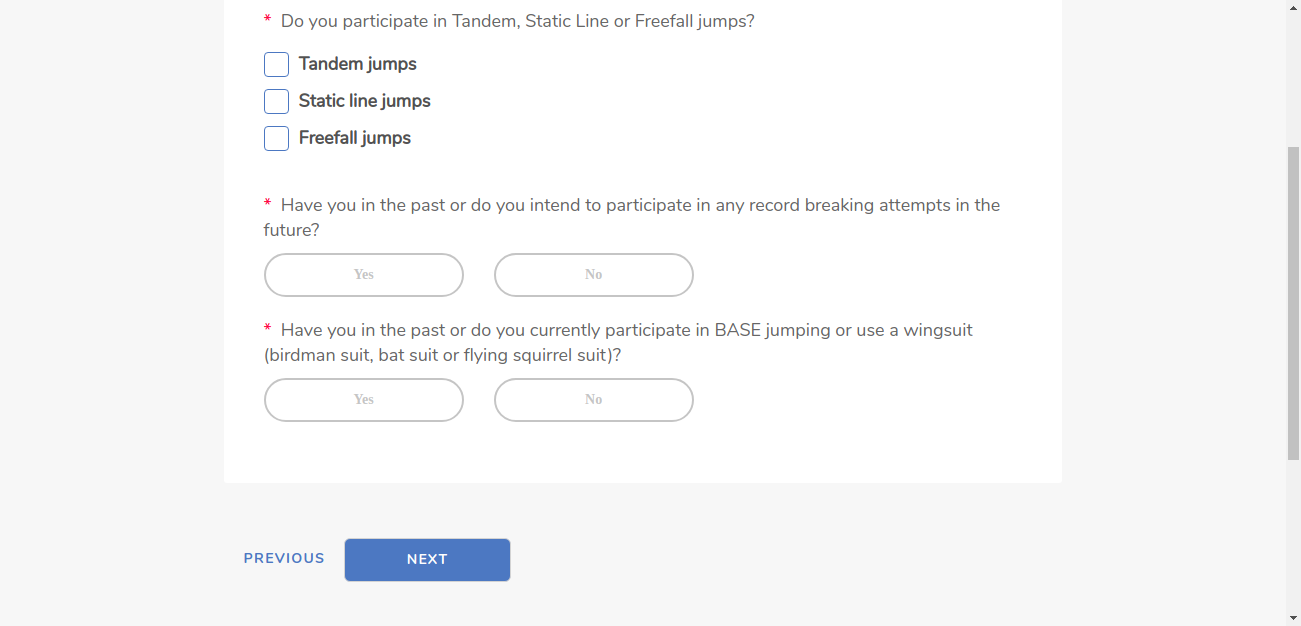 * Do you participate in Tandem, Static Line or Freefall jumps?
Tandem jumps
Static line jumps
Freefall jumps
* Have you in the past or do you intend to participate in any record breaking attempts in the
future?
Yes No
* Have you in the past or do you currently participate in BASE jumping or use a wingsuit
(birdman suit, bat suit or flying squirrel suit)?
Yes No
PREVIOUS NEXT